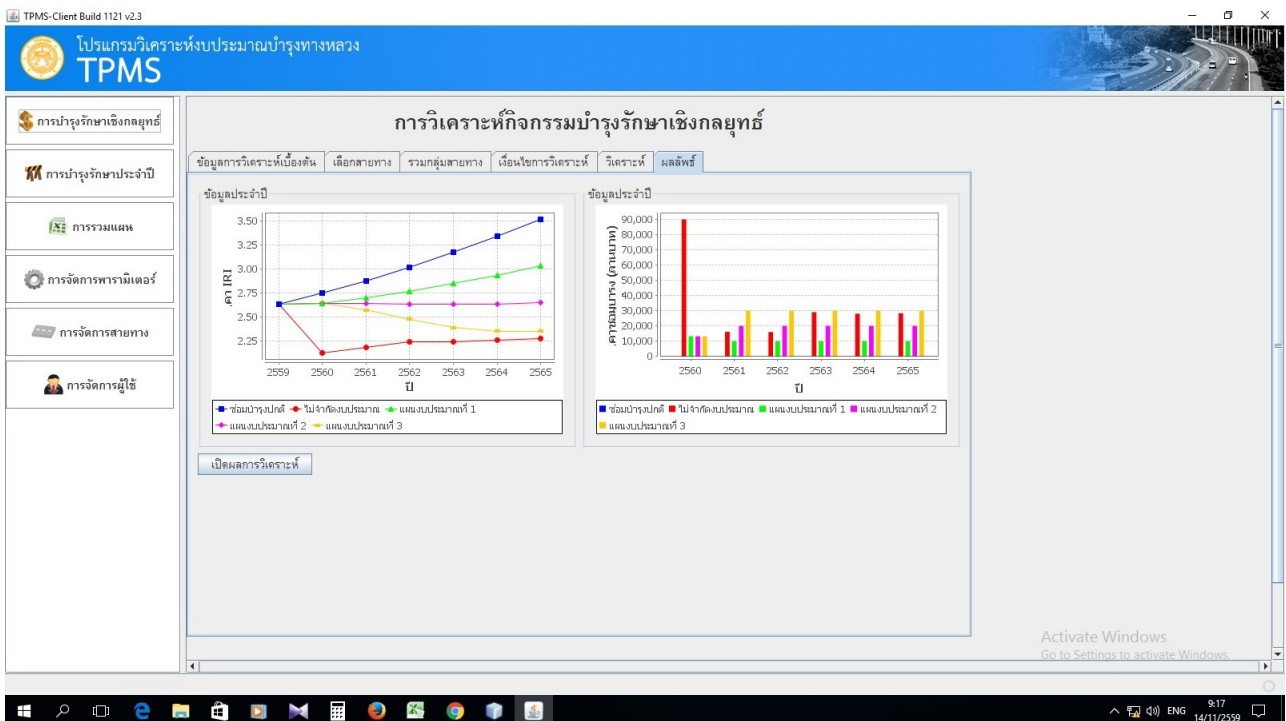 TPMS-Client Build 1121 v2.3
โปรแกรมวิเคราะห์งบประมาณบำรุงทางหลวง
TPMS
การบำรุงรักษาเชิงกลยุทธ์
การบำรุงรักษาประจำปี
การรวมแผน
การจัดการพารามิเตอร์
การจัดการสายทาง
การจัดการผู้ใช้
การวิเคราะห์กิจกรรมบำรุงรักษาเชิงกลยุทธ์
ข้อมูลการวิเคราะห์เบื้องต้น เลือกสายทาง รวมกลุ่มสายทาง เงื่อนไขการวิเคราะห์ วิเคราะห์ ผลลัพธ์
ข้อมูลประจำปี
3.50
3.25
3.00
2.75
2.50
2.25
.คา IRI
2559 2560 2561 2562 2563 2564 2565
ปี
ซ่อมบำรุงปกติ ไม่จำกัดงบประมาณ แผนงบประมาณที่ 1
แผนงบประมาณที่ 2 แผนงบประมาณที่ 3
ข้อมูลประจำปี
90,000
80,000
70,000
60,000
50,000
40,000
30,000
20,000
10,000
0
.คาซอมบารุง (ลานบาท)
2560 2561 2562 2563 2564 2565
ปี
ซ่อมบำรุงปกติ ไม่จำกัดงบประมาณ แผนงบประมาณที่ 1 แผนงบประมาณที่ 2
แผนงบประมาณที่ 3
เปิดผลการวิเคราะห์
Activate Windows
Go to Settings to activate Windows.
ENG
9:17
14/11/2559